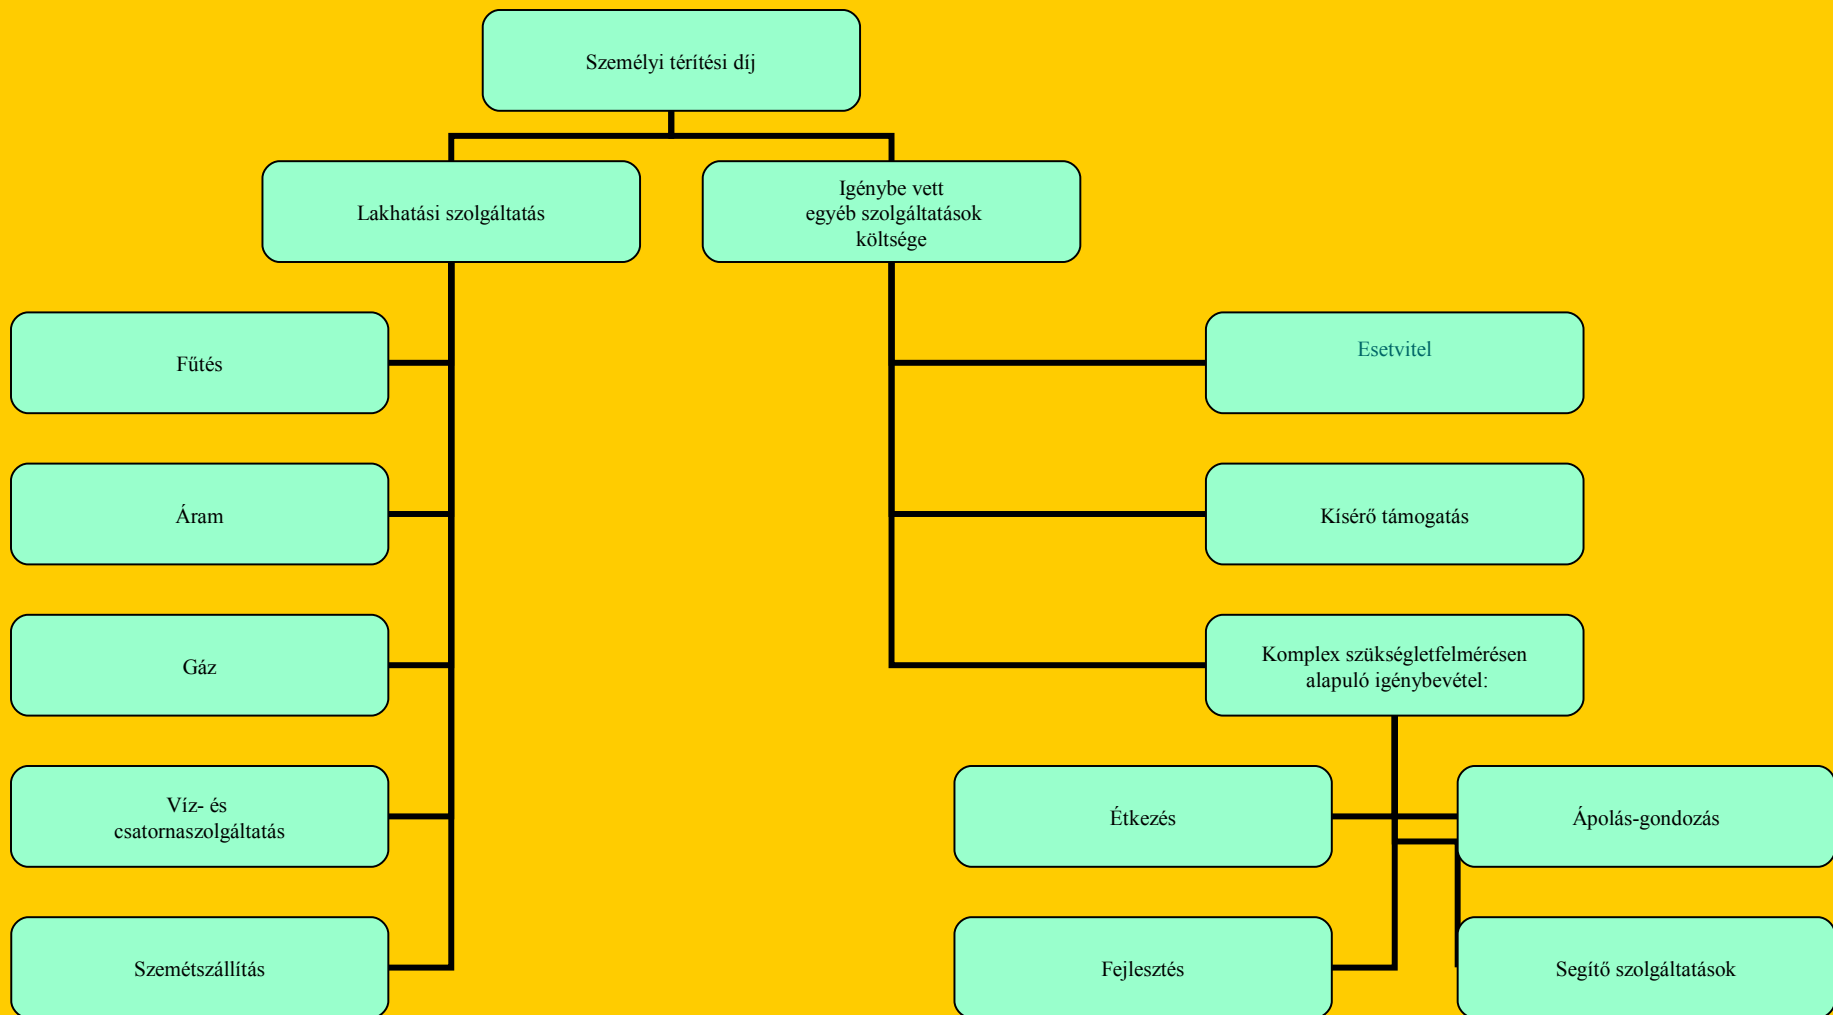 Személyi térítési díj
Lakhatási szolgáltatás
Igénybe vett
egyéb szolgáltatások
költsége
Fűtés
Esetvitel
Áram
Kísérő támogatás
Gáz
Komplex szükségletfelmérésen
alapuló igénybevétel:
Víz- és
csatornaszolgáltatás
Étkezés
Ápolás-gondozás
Szemétszállítás
Fejlesztés
Segítő szolgáltatások